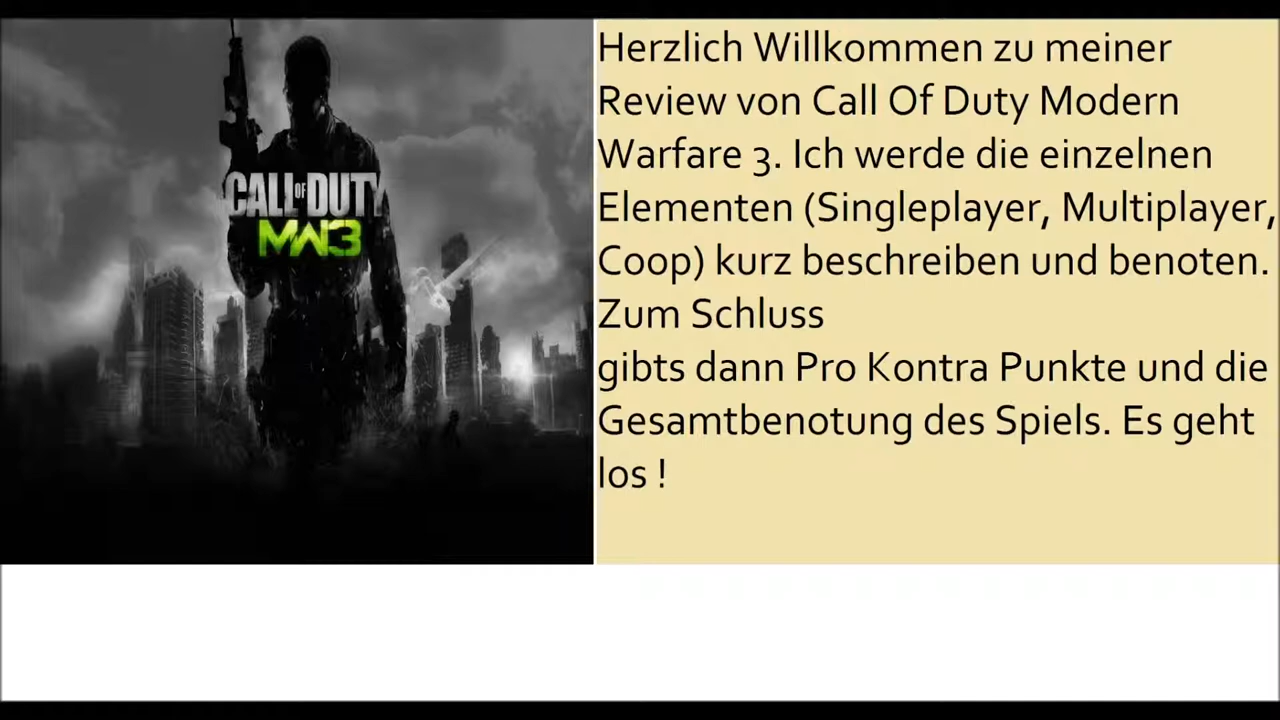 CALL OF DUTY
MW3
Herzlich Willkommen zu meiner
Review von Call Of Duty Modern
Warfare 3. Ich werde die einzelnen
Elementen (Singleplayer, Multiplayer,
Coop) kurz beschreiben und benoten.
Zum Schluss
gibts dann Pro Kontra Punkte und die
Gesamtbenotung des Spiels. Es geht
los !